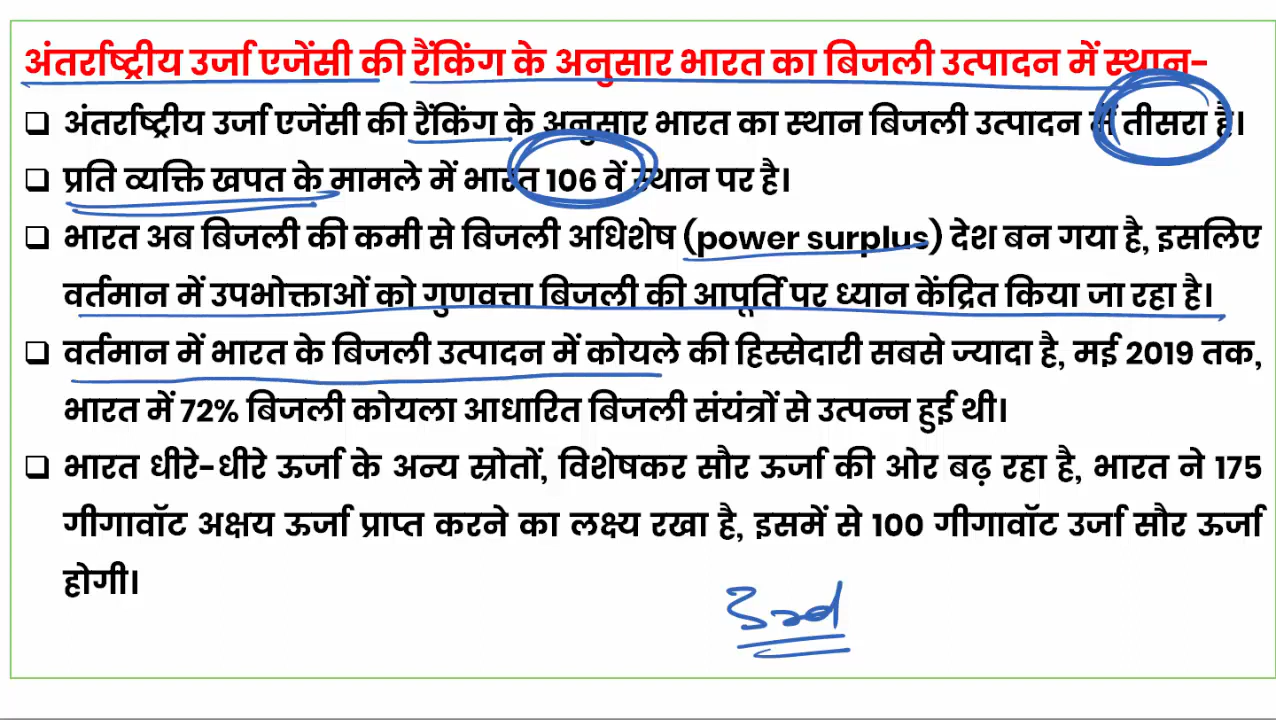 अंतर्राष्ट्रीय उर्जा एजेंसी की रैंकिंग के अनुसार भारत का बिजली उत्पादन में स्थान-
❑ अंतर्राष्ट्रीय उर्जा एजेंसी की रैंकिंग के अनुसार भारत का स्थान बिजली उत्पादन में तीसरा है।
❑ प्रति व्यक्ति खपत के मामले में भारत 106 वें स्थान पर है।
❑ भारत अब बिजली की कमी से बिजली अधिशेष (power surplus) देश बन गया है, इसलिए
वर्तमान में उपभोक्ताओं को गुणवत्ता बिजली की आपूर्ति पर ध्यान केंद्रित किया जा रहा है।
❑ वर्तमान में भारत के बिजली उत्पादन में कोयले की हिस्सेदारी सबसे ज्यादा है, मई 2019 तक,
भारत में 72% बिजली कोयला आधारित बिजली संयंत्रों से उत्पन्न हुई थी।
❑ भारत धीरे-धीरे ऊर्जा के अन्य स्रोतों, विशेषकर सौर ऊर्जा की ओर बढ़ रहा है, भारत ने 175
गीगावॉट अक्षय ऊर्जा प्राप्त करने का लक्ष्य रखा है, इसमें से 100 गीगावॉट उर्जा सौर ऊर्जा
होगी।
3rd